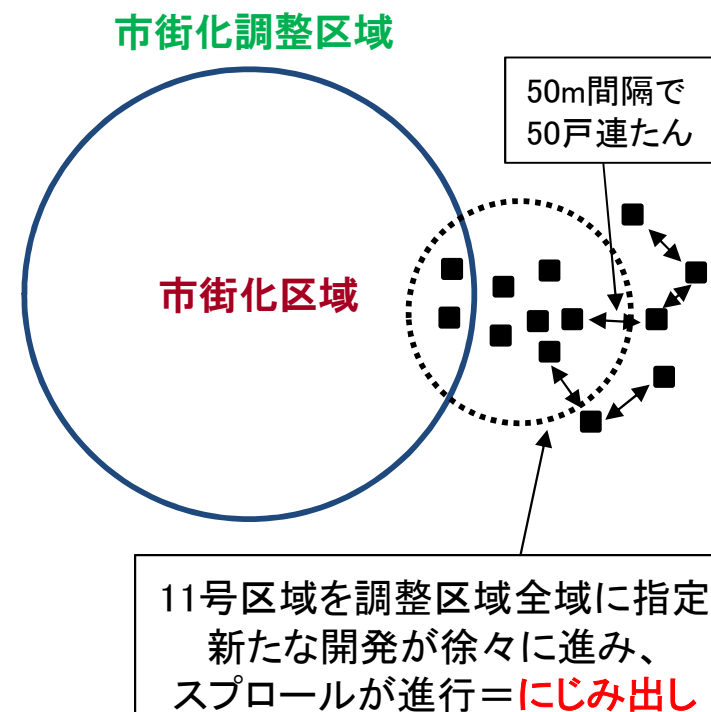 市街化調整区域
50m間隔で
50戸連たん
市街化区域
11号区域を調整区域全域に指定
新たな開発が徐々に進み、
スプロールが進行=にじみ出し